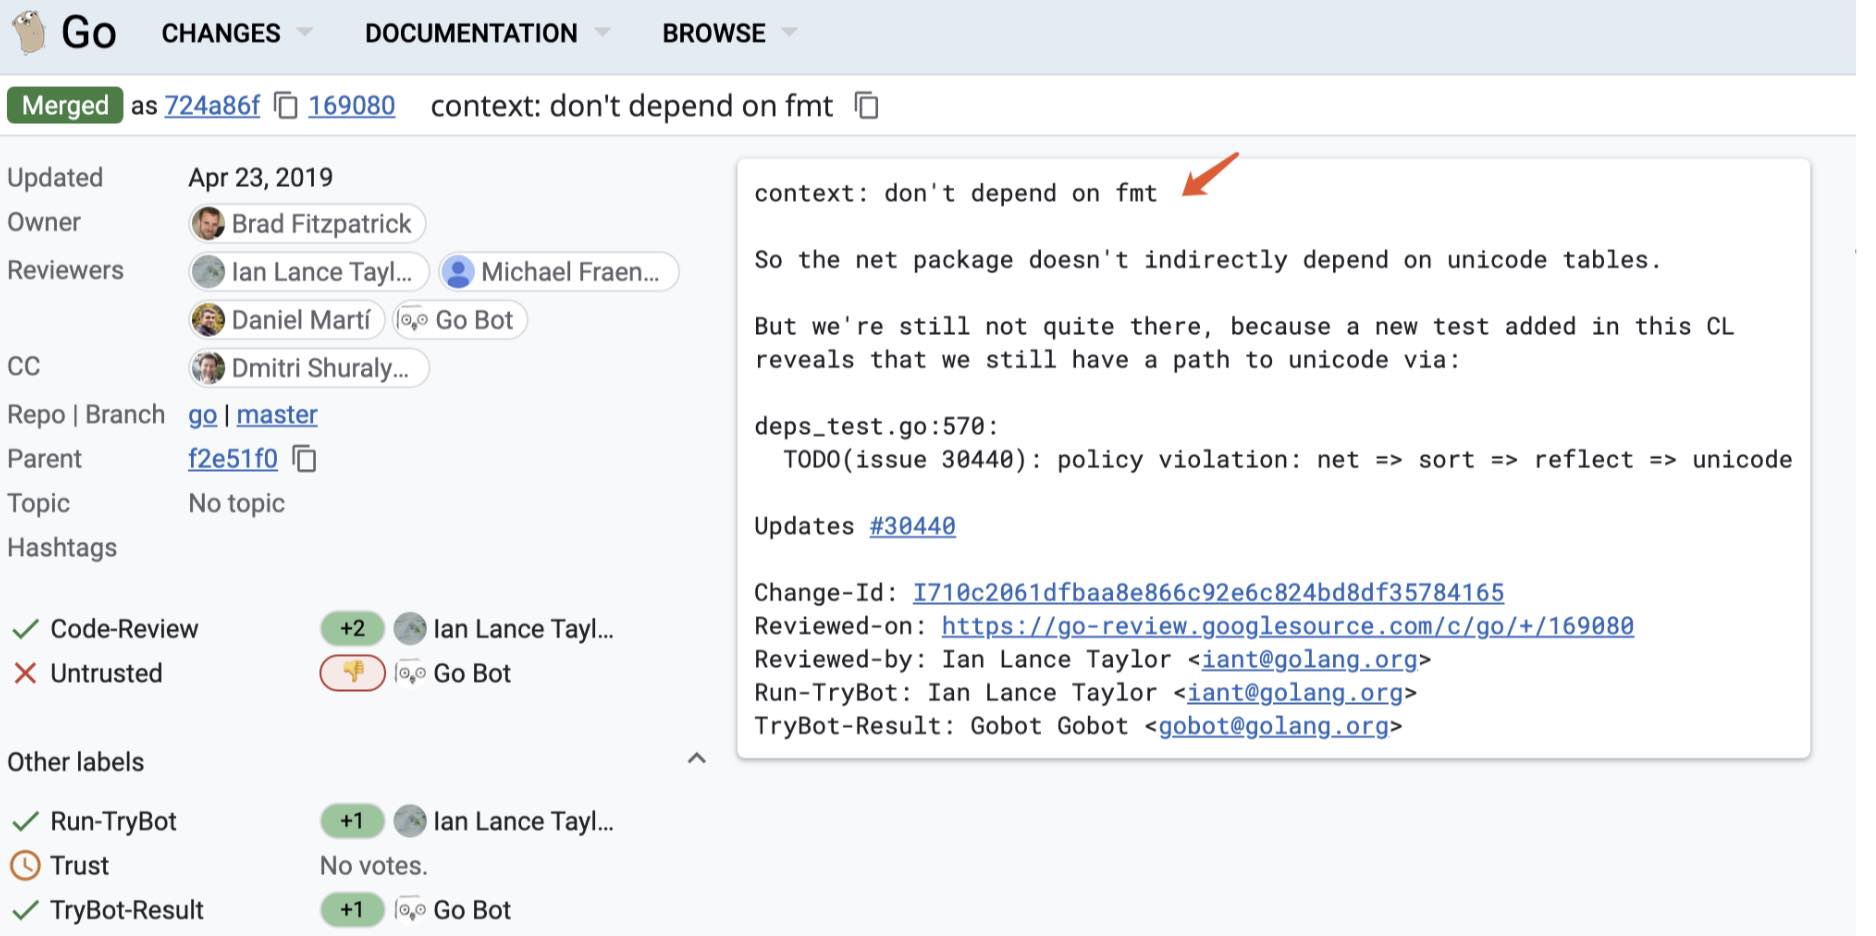 Go CHANGES DOCUMENTATION BROWSE
Merged as 724a86f 169080 context: don't depend on fmt
Updated Apr 23, 2019
Owner Brad Fitzpatrick
Reviewers Ian Lance Tayl... Michael Fraen...
Daniel Martí Go Bot
CC Dmitri Shuraly...
Repo | Branch go | master
Parent f2e51f0
Topic No topic
Hashtags
Code-Review +2 Ian Lance Tayl...
Untrusted Go Bot
Other labels
Run-TryBot +1 Ian Lance Tayl...
Trust No votes.
TryBot-Result +1 Go Bot
context: don't depend on fmt
So the net package doesn't indirectly depend on unicode tables.
But we're still not quite there, because a new test added in this CL
reveals that we still have a path to unicode via:
deps_test.go:570:
TODO(issue 30440): policy violation: net => sort => reflect => unicode
Updates #30440
Change-Id: I710c2061dfbaa8e866c92e6c824bd8df35784165
Reviewed-on: https://go-review.googlesource.com/c/go/+/169080
Reviewed-by: Ian Lance Taylor <iant@golang.org>
Run-TryBot: Ian Lance Taylor <iant@golang.org>
TryBot-Result: Gobot Gobot <gobot@golang.org>